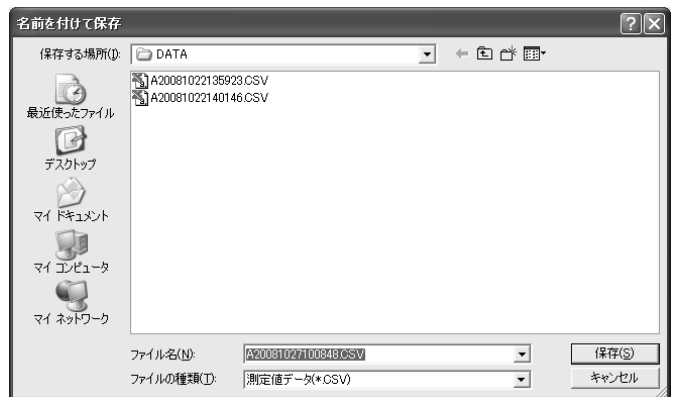 名前を付けて保存
保存する場所(I):
DATA
A20081022135923.CSV
A20081022140146.CSV
最近使ったファイル
デスクトップ
マイ ドキュメント
マイ コンピュータ
マイ ネットワーク
ファイル名(N):
A20081027100848.CSV
保存(S)
ファイルの種類(T):
測定値データ(*.CSV)
キャンセル